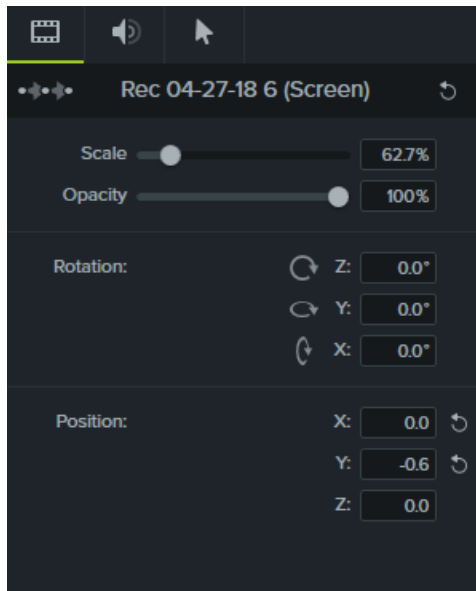 Rec 04-27-18 6 (Screen)
Scale 62.7%
Opacity 100%
Rotation: Z: 0.0°
Y: 0.0°
X: 0.0°
Position: X: 0.0
Y: -0.6
Z: 0.0